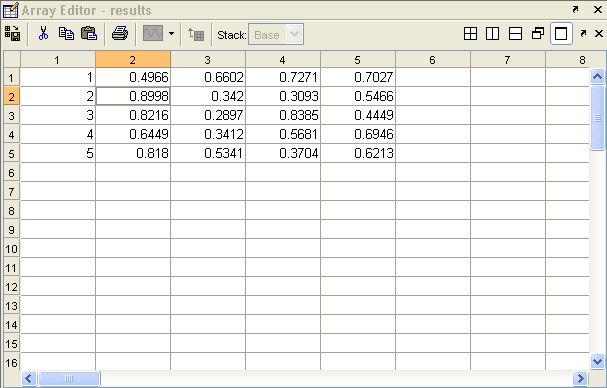 Array Editor - results
Stack: Base
1 2 3 4 5 6 7 8
1 1 0.4966 0.6602 0.7271 0.7027
2 2 0.8998 0.342 0.3093 0.5466
3 3 0.8216 0.2897 0.8385 0.4449
4 4 0.6449 0.3412 0.5681 0.6946
5 5 0.818 0.5341 0.3704 0.6213
6
7
8
9
10
11
12
13
14
15
16